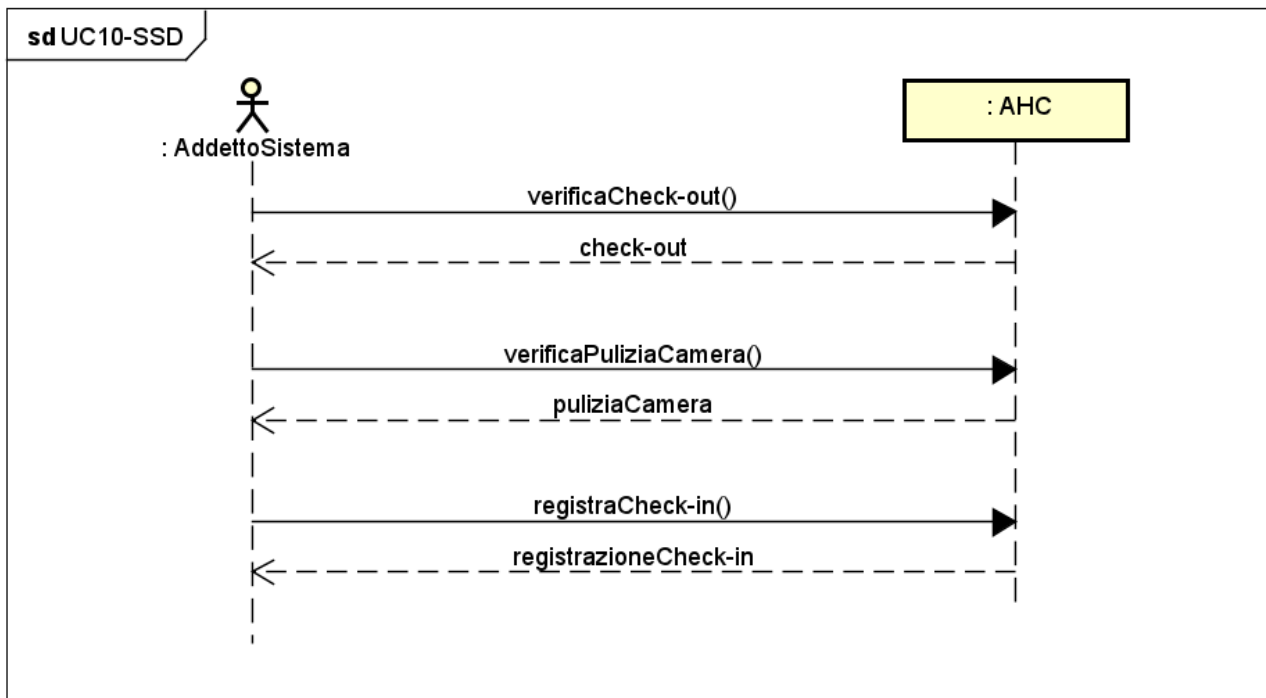 sd UC10-SSD
: AddettoSistema
: AHC
verificaCheck-out()
check-out
verificaPuliziaCamera()
puliziaCamera
registraCheck-in()
registrazioneCheck-in